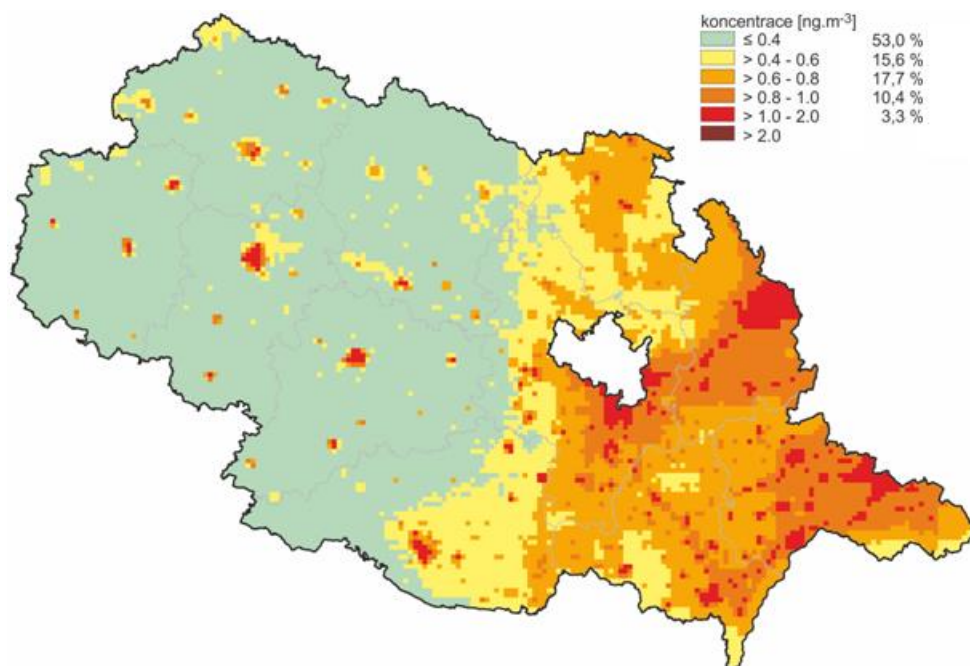 koncentrace [ng.m-3]
≤ 0.4 53,0 %
> 0.4 - 0.6 15,6 %
> 0.6 - 0.8 17,7 %
> 0.8 - 1.0 10,4 %
> 1.0 - 2.0 3,3 %
> 2.0